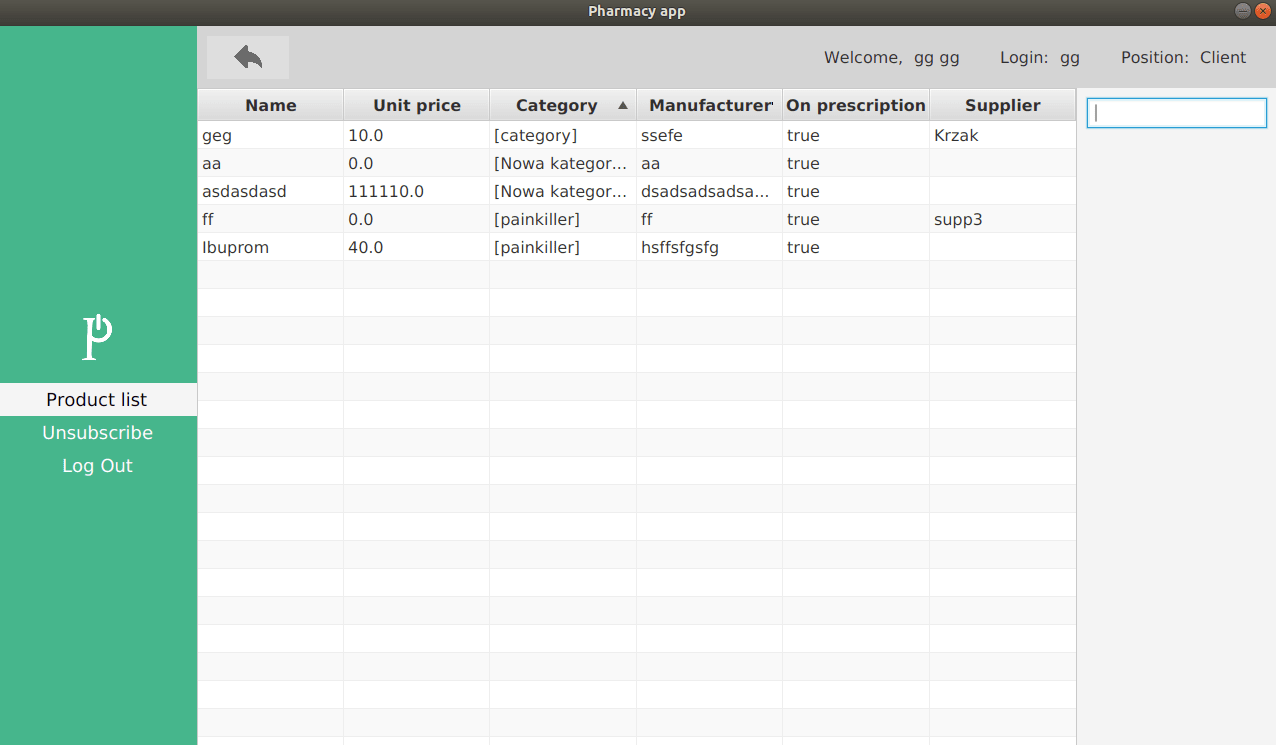 Pharmacy app
Welcome, gg gg Login: gg Position: Client
Name Unit price Category Manufacturer On prescription Supplier
geg 10.0 [category] ssefe true Krzak
aa 0.0 [Nowa kategor... aa true
asdasdasd 111110.0 [Nowa kategor... dsadsadsadsa... true
ff 0.0 [painkiller] ff true supp3
Ibuprom 40.0 [painkiller] hsffsfgsfg true
Product list
Unsubscribe
Log Out